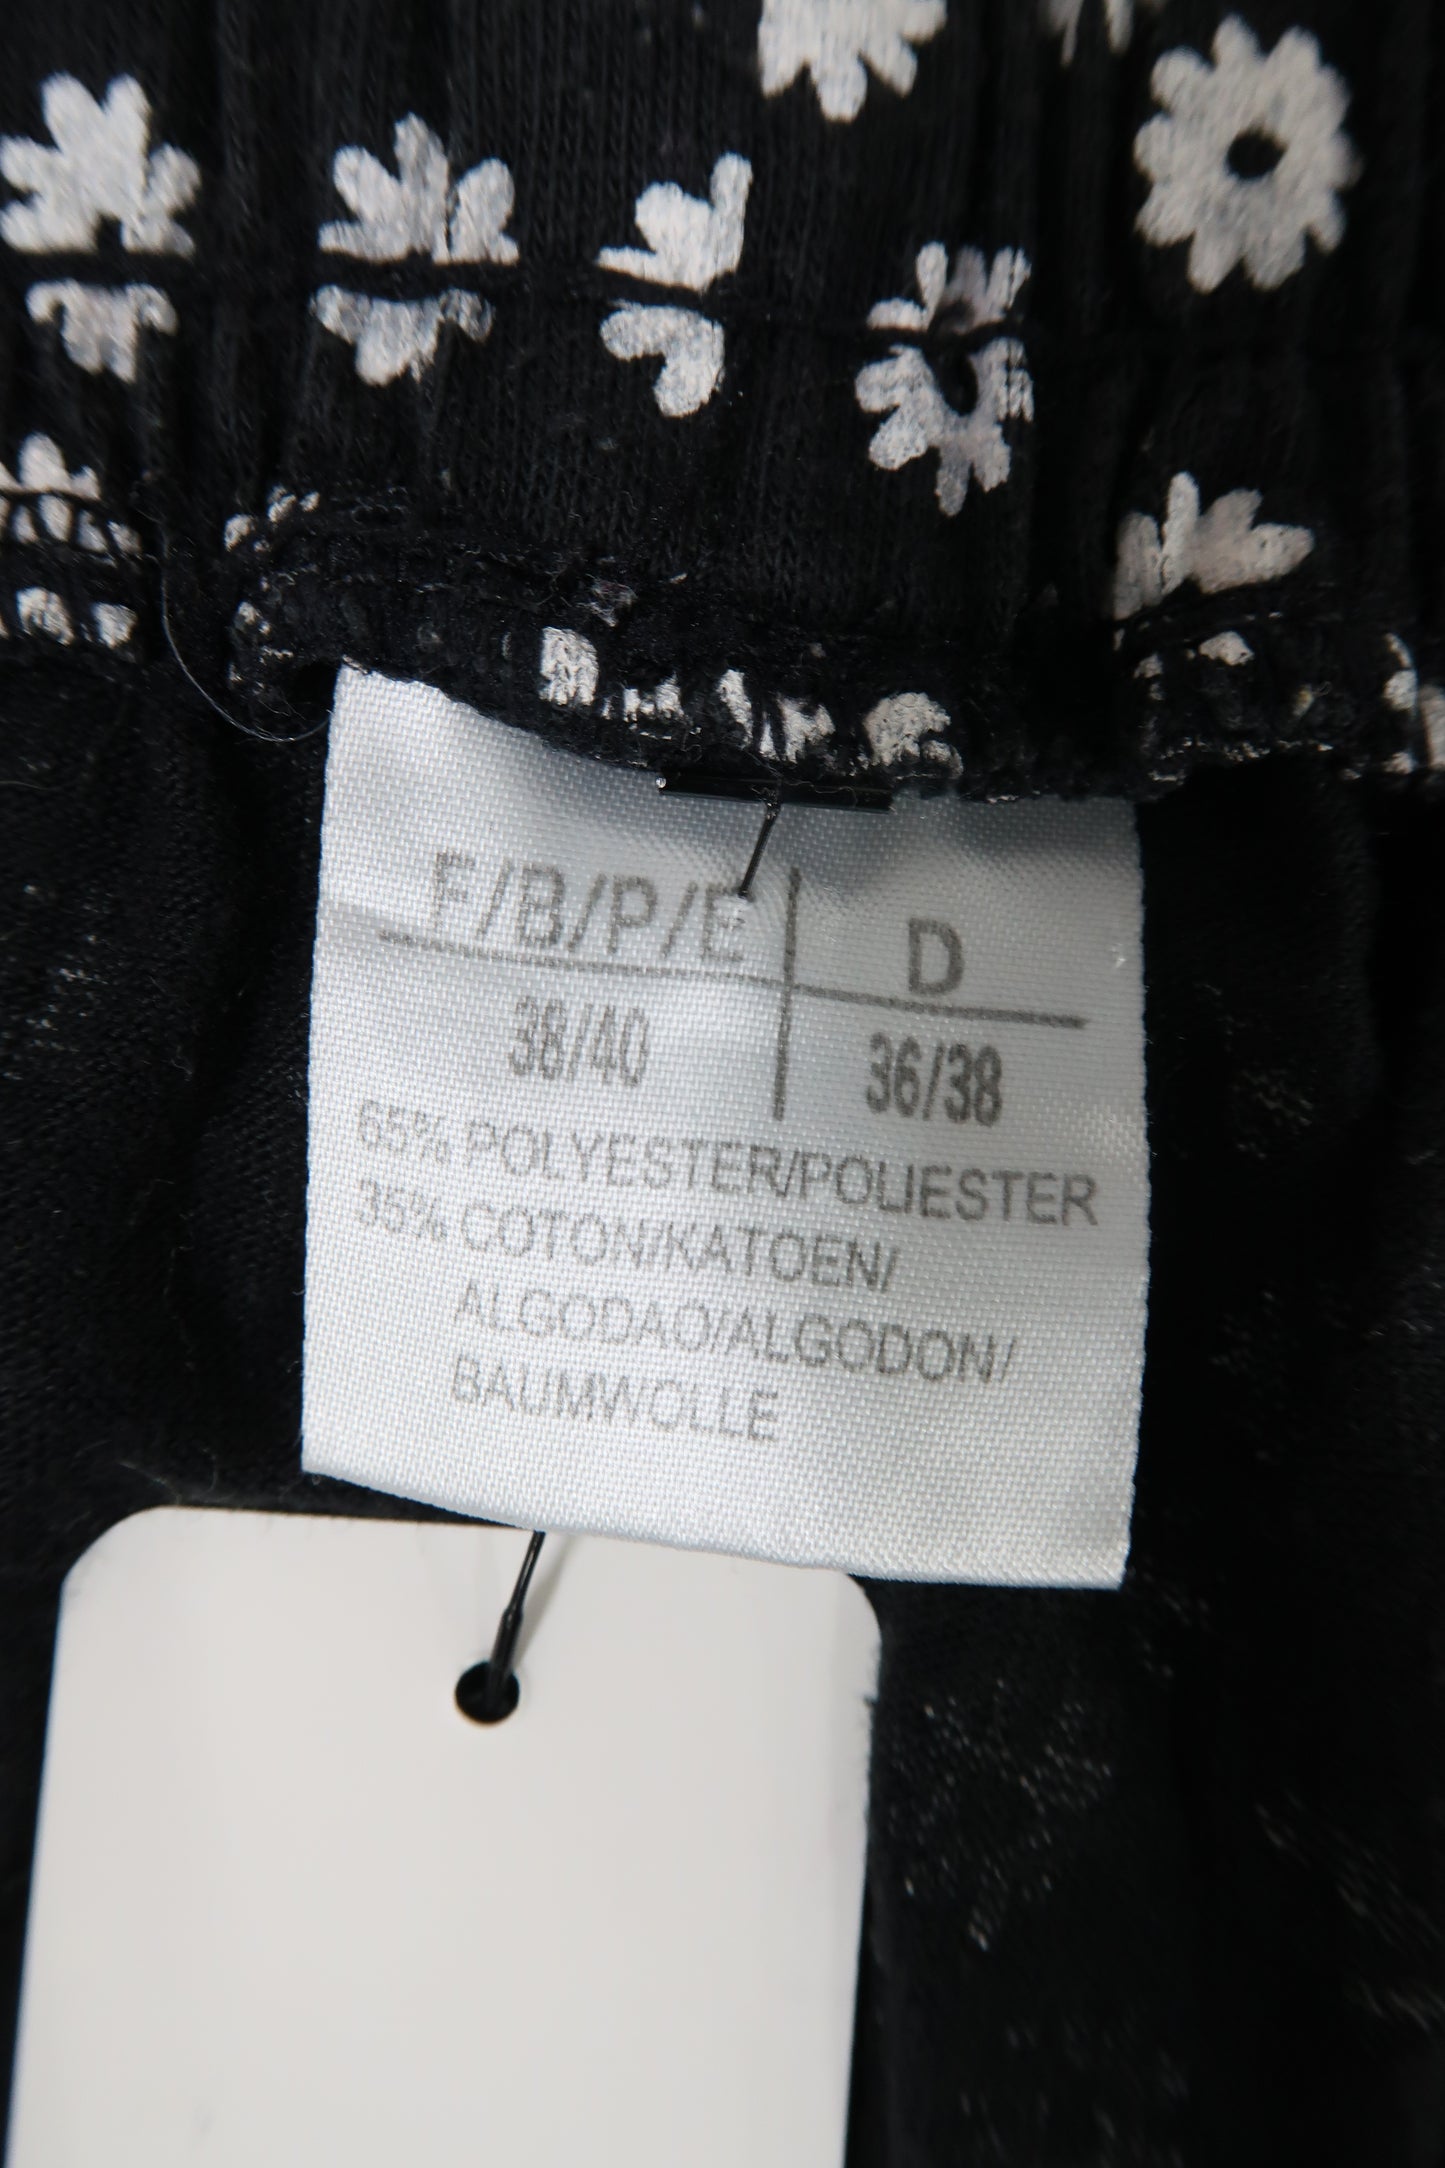 F/B/P/E D
38/40 36/38
65% POLYESTER/POLIESTER
35% COTON/KATOEN/
ALGODAO/ALGODON/
BAUMWOLLE